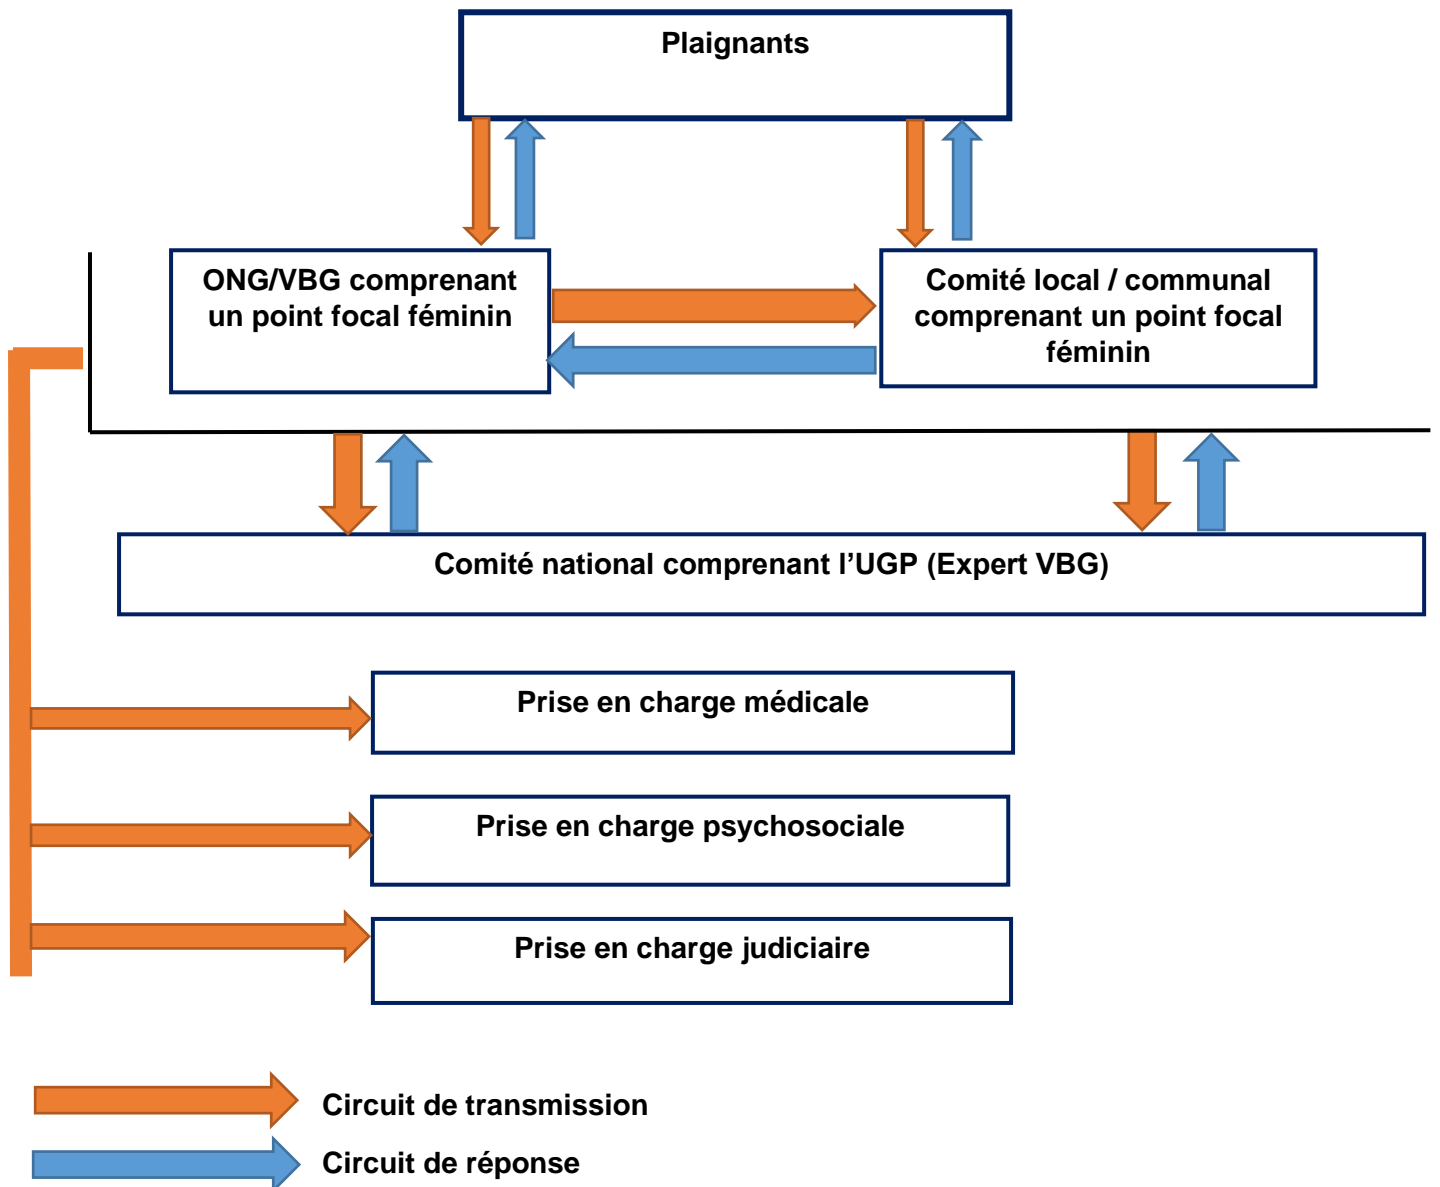 Plaignants
ONG/VBG comprenant
un point focal féminin
Comité local / communal
comprenant un point focal
féminin
Comité national comprenant l’UGP (Expert VBG)
Prise en charge médicale
Prise en charge psychosociale
Prise en charge judiciaire
Circuit de transmission
Circuit de réponse